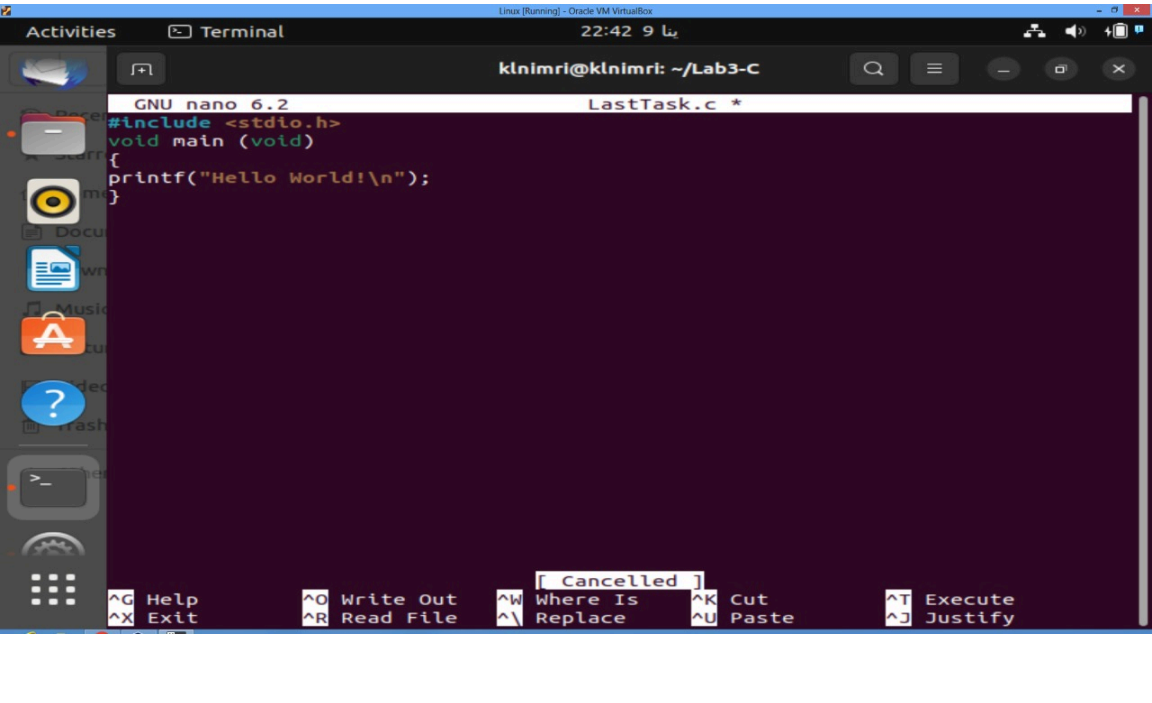 Linux [Running] - Oracle VM VirtualBox
Activities Terminal 22:42 9 ينا
klnimri@klnimri: ~/Lab3-C
GNU nano 6.2 LastTask.c *
#include <stdio.h>
void main (void)
{
printf("Hello World!\n");
}
[ Cancelled ]
^G Help ^O Write Out ^W Where Is ^K Cut ^T Execute
^X Exit ^R Read File ^\ Replace ^U Paste ^J Justify
Trash
Music